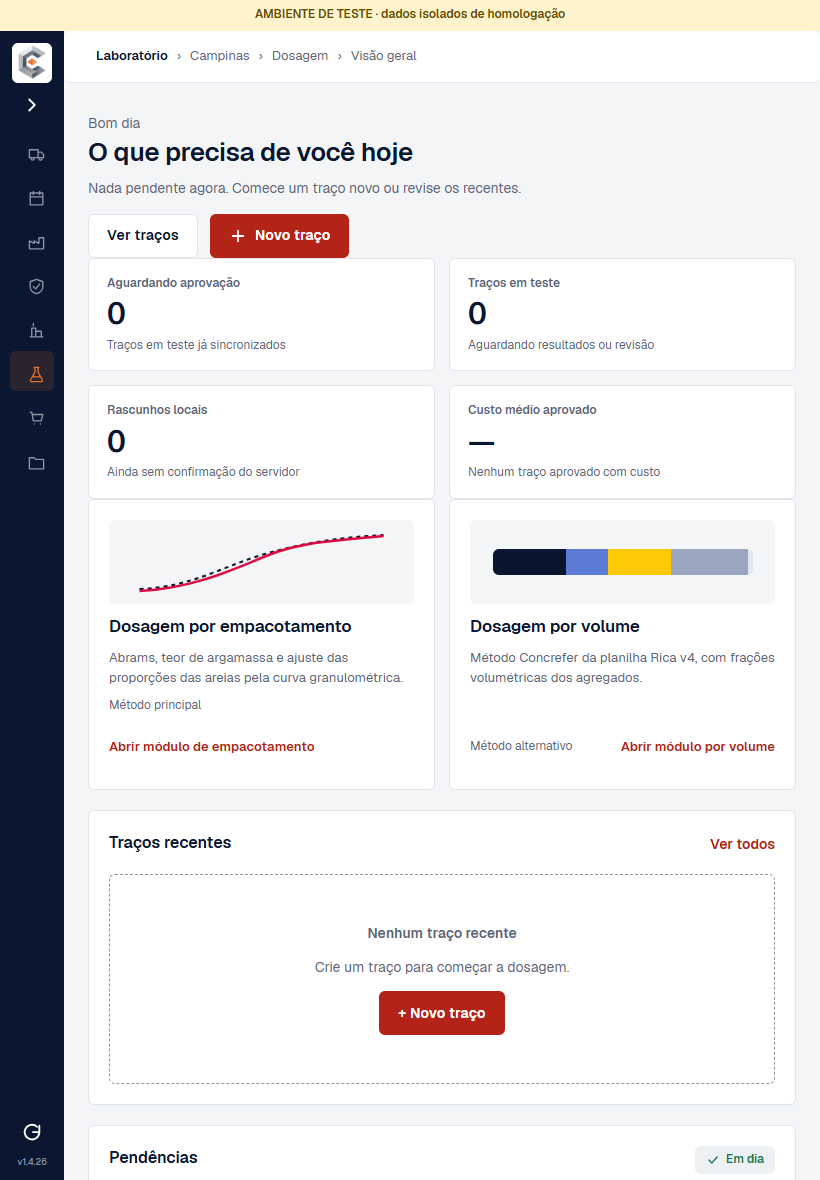 AMBIENTE DE TESTE · dados isolados de homologação
Laboratório › Campinas › Dosagem › Visão geral
Bom dia
O que precisa de você hoje
Nada pendente agora. Comece um traço novo ou revise os recentes.
Ver traços
Novo traço
Aguardando aprovação
0
Traços em teste já sincronizados
Traços em teste
0
Aguardando resultados ou revisão
Rascunhos locais
0
Ainda sem confirmação do servidor
Custo médio aprovado
—
Nenhum traço aprovado com custo
Dosagem por empacotamento
Abrams, teor de argamassa e ajuste das
proporções das areias pela curva granulométrica.
Método principal
Abrir módulo de empacotamento
Dosagem por volume
Método Concrefer da planilha Rica v4, com frações
volumétricas dos agregados.
Método alternativo
Abrir módulo por volume
Traços recentes
Ver todos
Nenhum traço recente
Crie um traço para começar a dosagem.
+ Novo traço
Pendências
Em dia
v1.4.26